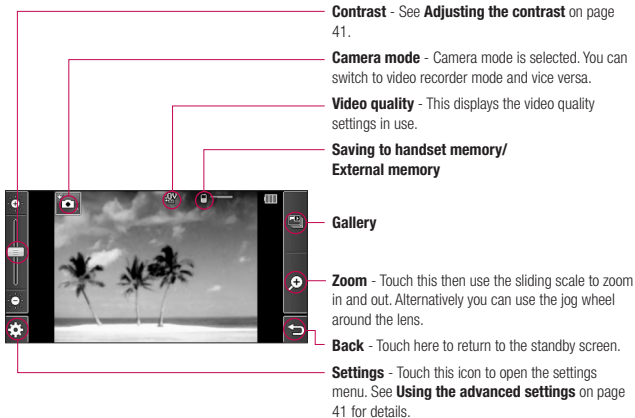 Contrast - See Adjusting the contrast on page
41.
Camera mode - Camera mode is selected. You can
switch to video recorder mode and vice versa.
Video quality - This displays the video quality
settings in use.
Saving to handset memory/
External memory
Gallery
Zoom - Touch this then use the sliding scale to zoom
in and out. Alternatively you can use the jog wheel
around the lens.
Back - Touch here to return to the standby screen.
Settings - Touch this icon to open the settings
menu. See Using the advanced settings on page
41 for details.